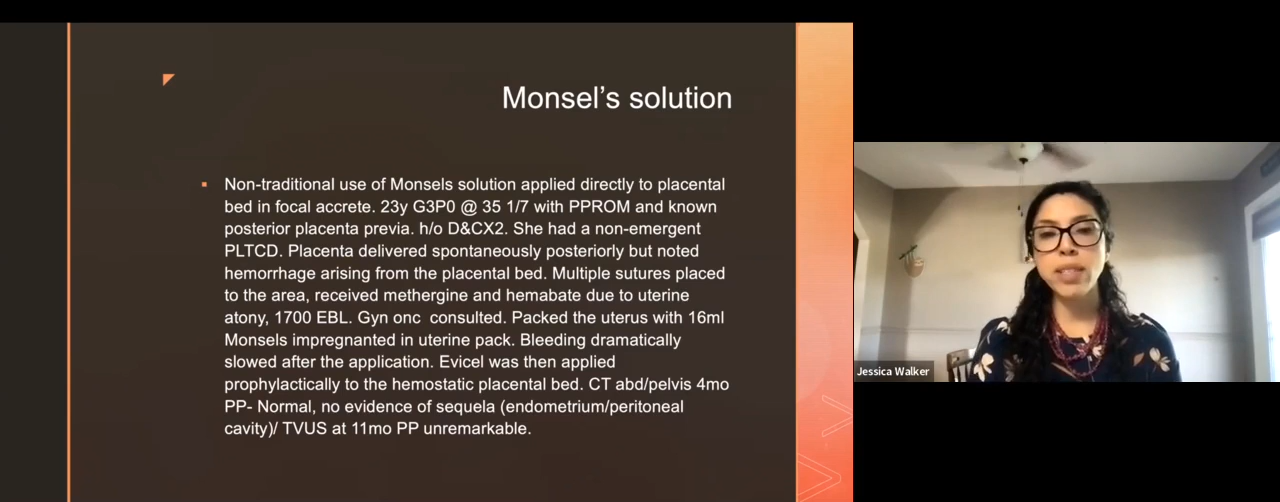 Monsel’s solution
Non-traditional use of Monsels solution applied directly to placental
bed in focal accrete. 23y G3P0 @ 35 1/7 with PPROM and known
posterior placenta previa. h/o D&CX2. She had a non-emergent
PLTCD. Placenta delivered spontaneously posteriorly but noted
hemorrhage arising from the placental bed. Multiple sutures placed
to the area, received methergine and hemabate due to uterine
atony, 1700 EBL. Gyn onc consulted. Packed the uterus with 16ml
Monsels impregnanted in uterine pack. Bleeding dramatically
slowed after the application. Evicel was then applied
prophylactically to the hemostatic placental bed. CT abd/pelvis 4mo
PP- Normal, no evidence of sequela (endometrium/peritoneal
cavity)/ TVUS at 11mo PP unremarkable.
Jessica Walker